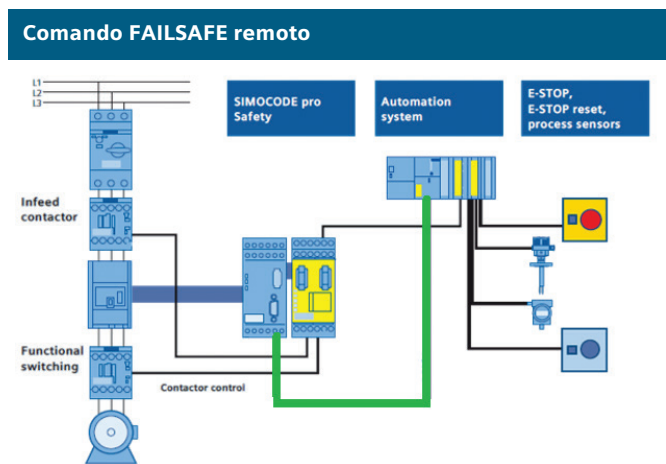 Comando FAILSAFE remoto
L1
L2
L3
SIMOCODE pro
Safety
Automation
system
E-STOP,
E-STOP reset,
process sensors
Infeed
contactor
Functional
switching
Contactor control